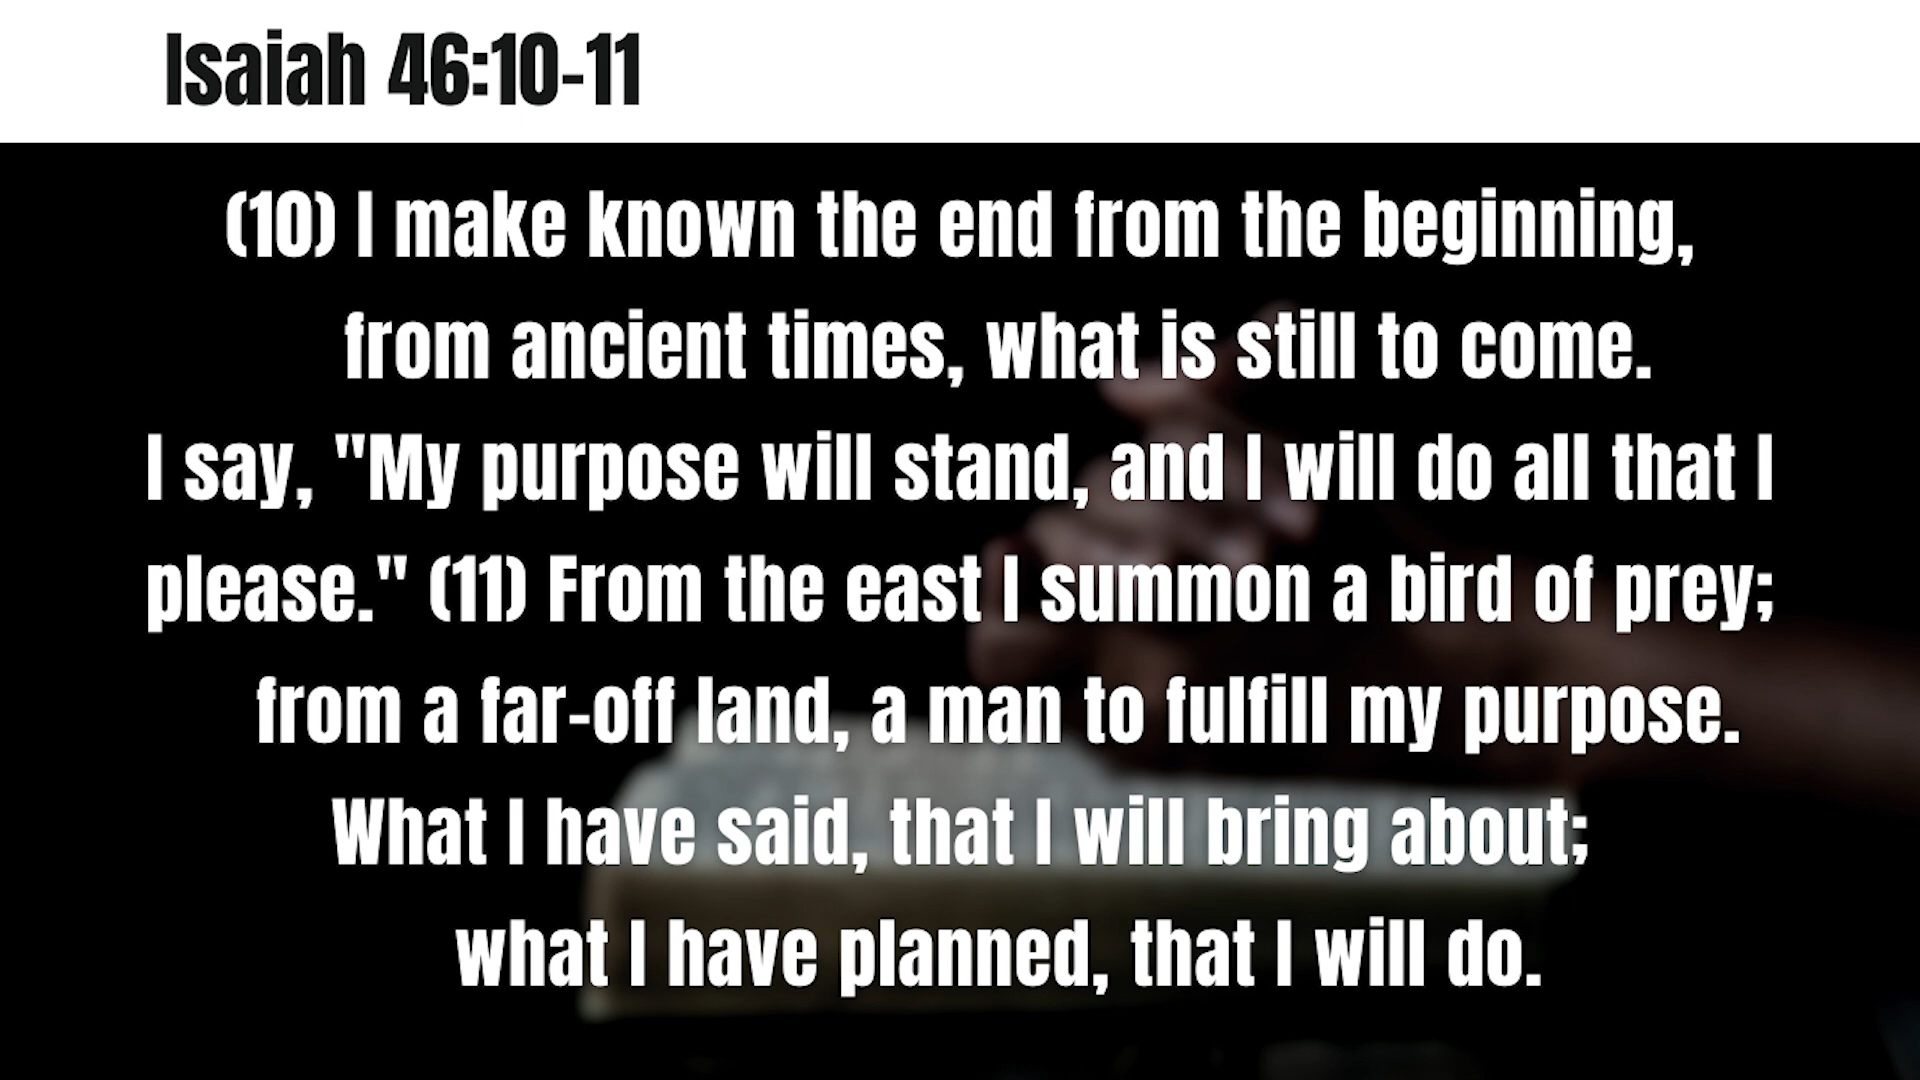 Isaiah 46:10-11
(10) I make known the end from the beginning,
from ancient times, what is still to come.
I say, "My purpose will stand, and I will do all that I
please." (11) From the east I summon a bird of prey;
from a far-off land, a man to fulfill my purpose.
What I have said, that I will bring about;
what I have planned, that I will do.